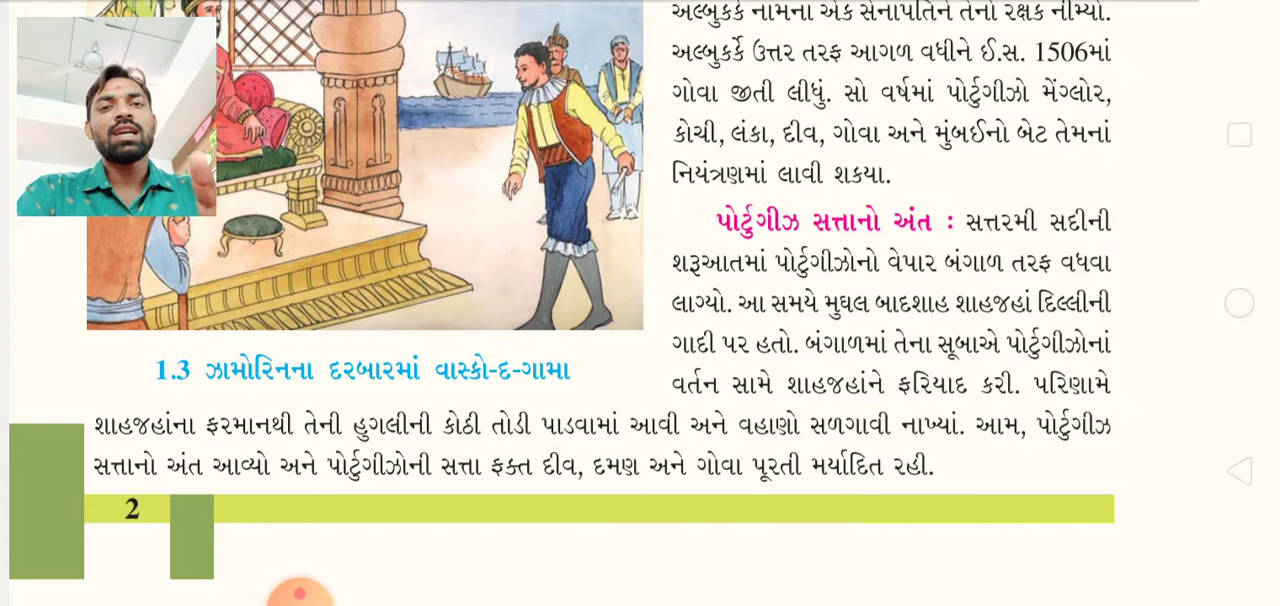 અલ્બુકર્ક નામના એક સેનાપતિને તેનો રક્ષક નીમ્યો.
અલ્બુકર્કે ઉત્તર તરફ આગળ વધીને ઈ.સ. 1506માં
ગોવા જીતી લીધું. સો વર્ષમાં પોર્ટુગીઝો મેંગ્લોર,
કોચી, લંકા, દીવ, ગોવા અને મુંબઈનો બેટ તેમનાં
નિયંત્રણમાં લાવી શકયા.
પોર્ટુગીઝ સત્તાનો અંત : સત્તરમી સદીની
શરૂઆતમાં પોર્ટુગીઝોનો વેપાર બંગાળ તરફ વધવા
લાગ્યો. આ સમયે મુઘલ બાદશાહ શાહજહાં દિલ્લીની
ગાદી પર હતો. બંગાળમાં તેના સૂબાએ પોર્ટુગીઝોનાં
વર્તન સામે શાહજહાંને ફરિયાદ કરી. પરિણામે
1.3 ઝામોરિનના દરબારમાં વાસ્કો-દ-ગામા
શાહજહાંના ફરમાનથી તેની હુગલીની કોઠી તોડી પાડવામાં આવી અને વહાણો સળગાવી નાખ્યાં. આમ, પોર્ટુગીઝ
સત્તાનો અંત આવ્યો અને પોર્ટુગીઝોની સત્તા ફક્ત દીવ, દમણ અને ગોવા પૂરતી મર્યાદિત રહી.
2